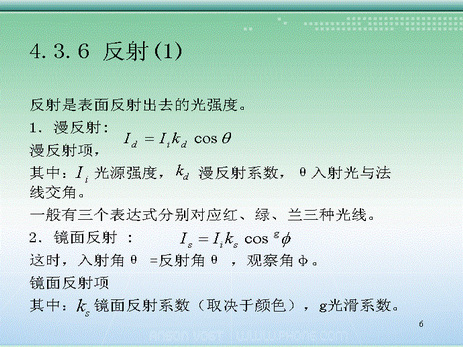 4.3.6 反射(1)
反射是表面反射出去的光强度。
1．漫反射: I_d = I_i k_d cos θ
漫反射项，
其中: I_i 光源强度， k_d 漫反射系数， θ入射光与法
线交角。
一般有三个表达式分别对应红、绿、兰三种光线。
2．镜面反射 : I_s = I_i k_s cos^g φ
这时，入射角θ =反射角θ ，观察角φ。
镜面反射项
其中: k_s 镜面反射系数（取决于颜色），g光滑系数。
6